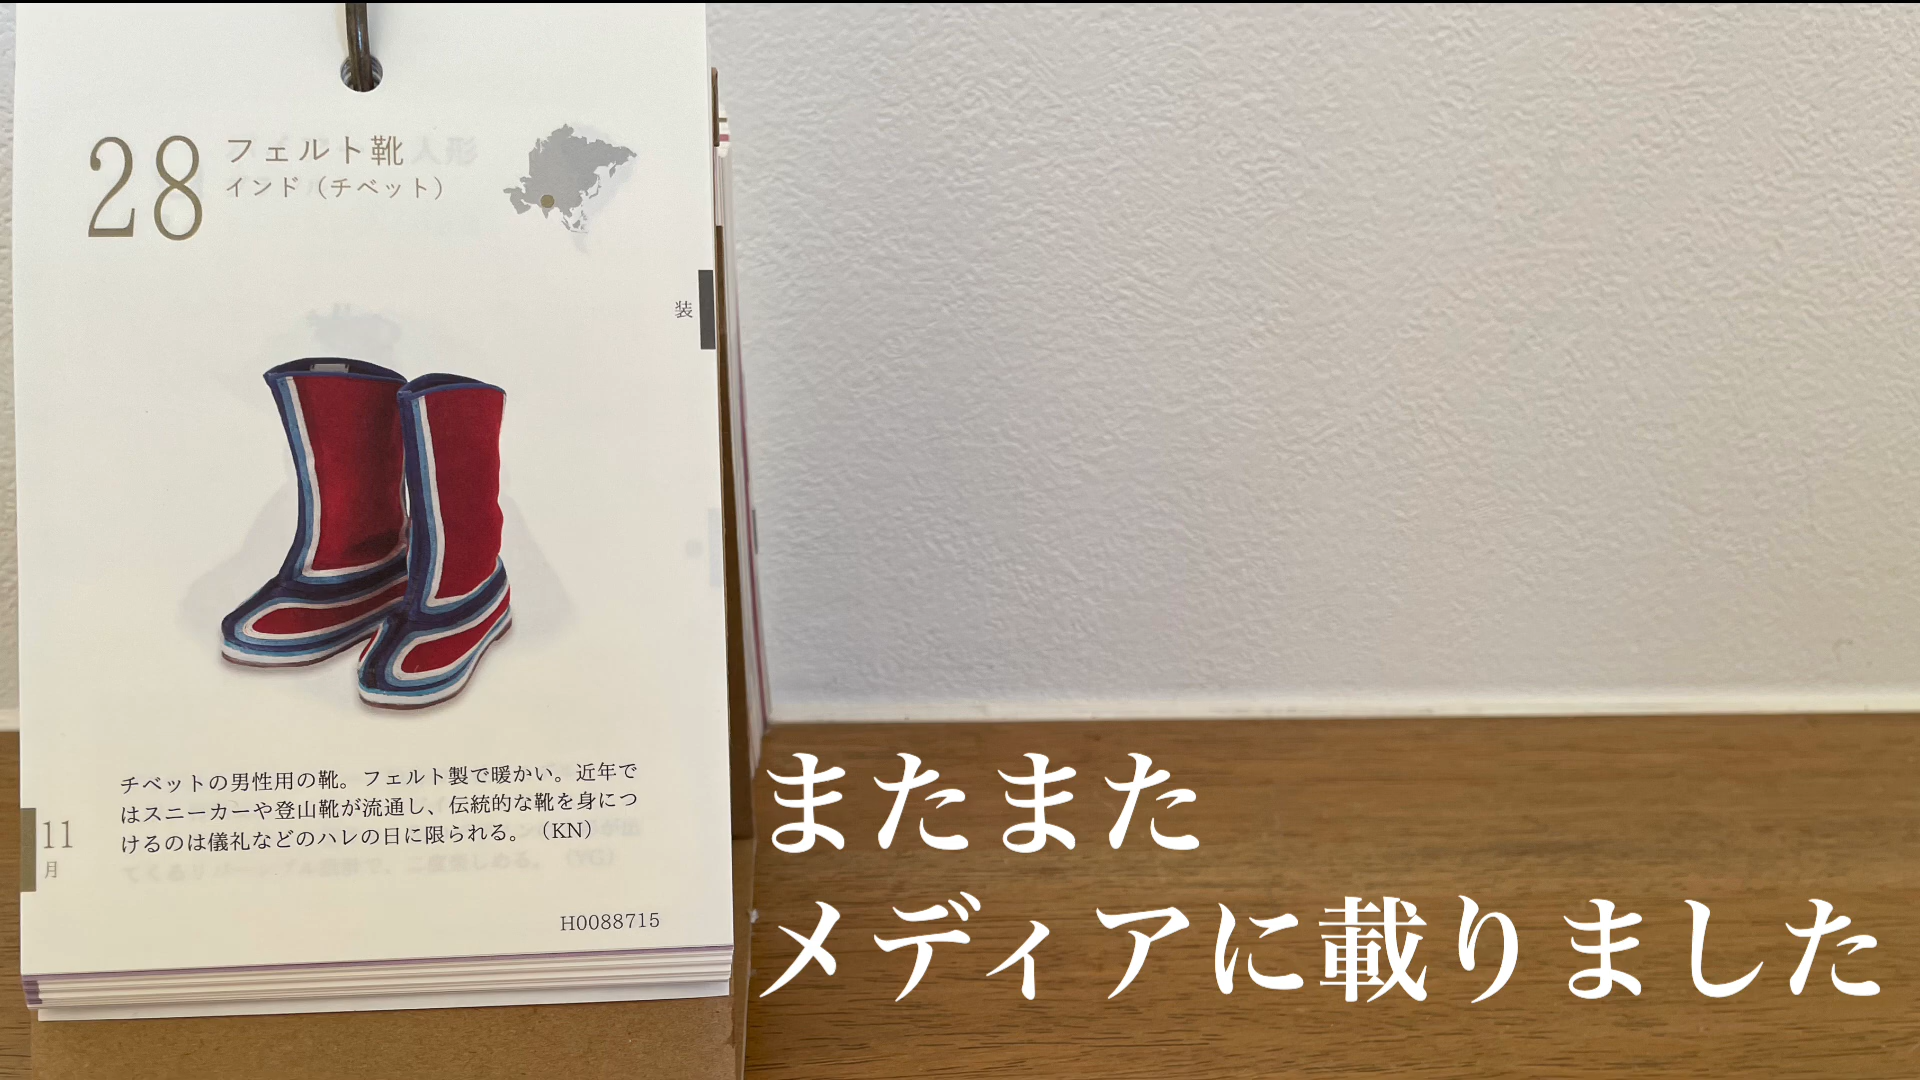 28
フェルト靴
インド（チベット）
装
チベットの男性用の靴。フェルト製で暖かい。近年で
はスニーカーや登山靴が流通し、伝統的な靴を身につ
けるのは儀礼などのハレの日に限られる。（KN）
11
月
H0088715
またまた
メディアに載りました